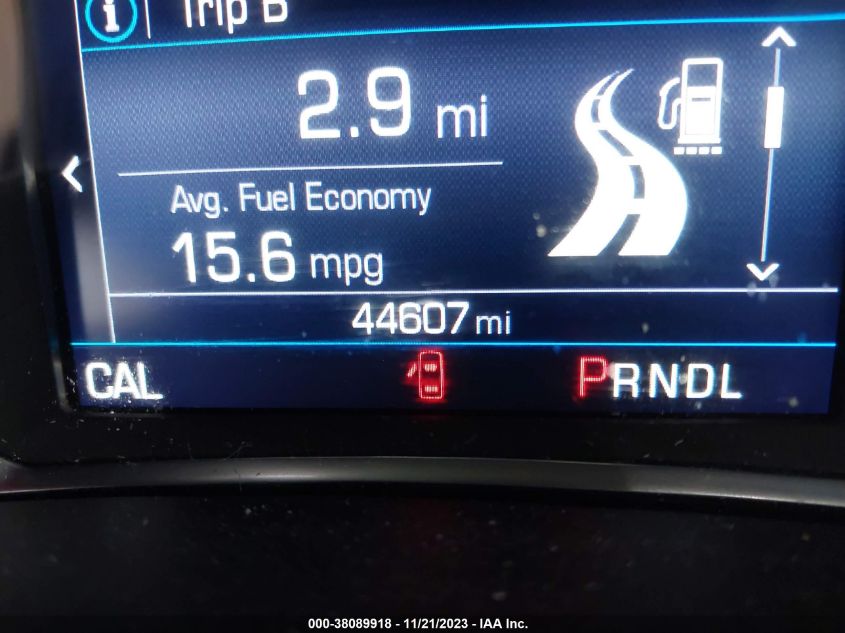 i Trip B
2.9 mi
Avg. Fuel Economy
15.6 mpg
44607 mi
CAL PRNDL
000-38089918 - 11/21/2023 - IAA Inc.